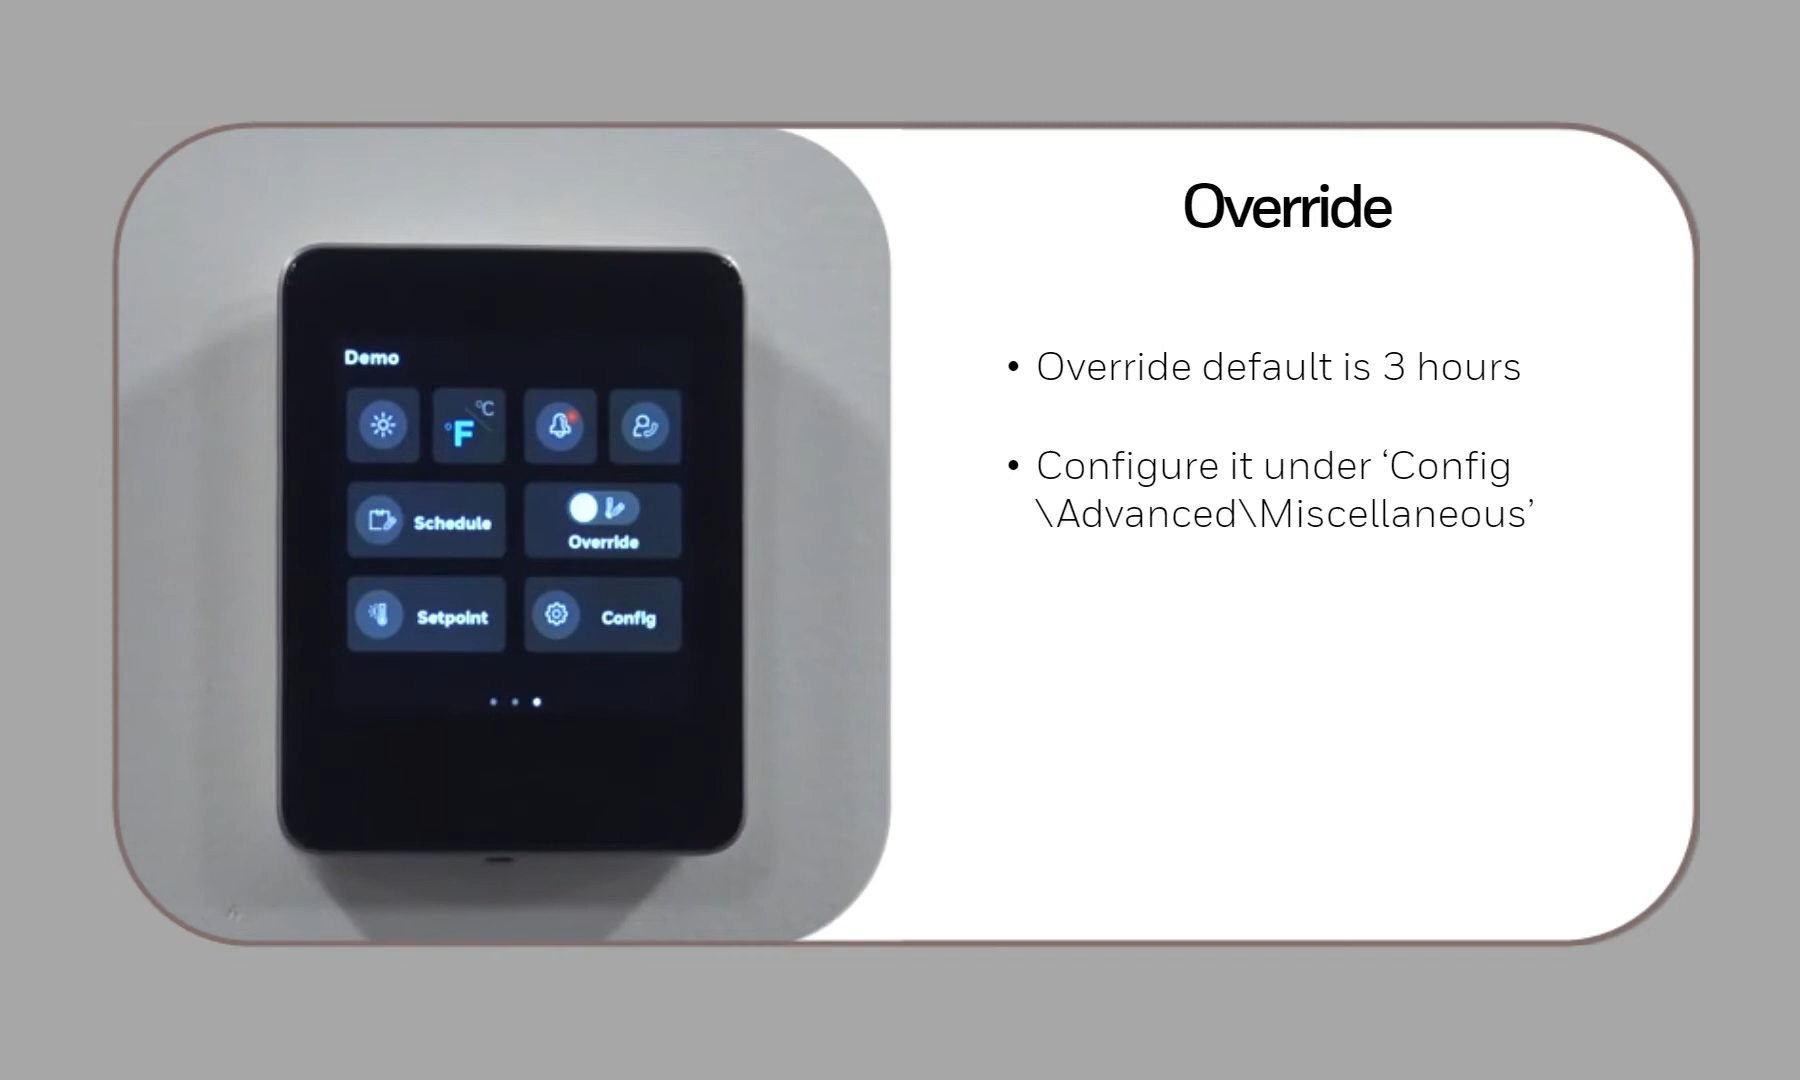 Demo
°F °C
Schedule
Override
Setpoint
Config
Override
• Override default is 3 hours
• Configure it under ‘Config
\Advanced\Miscellaneous’